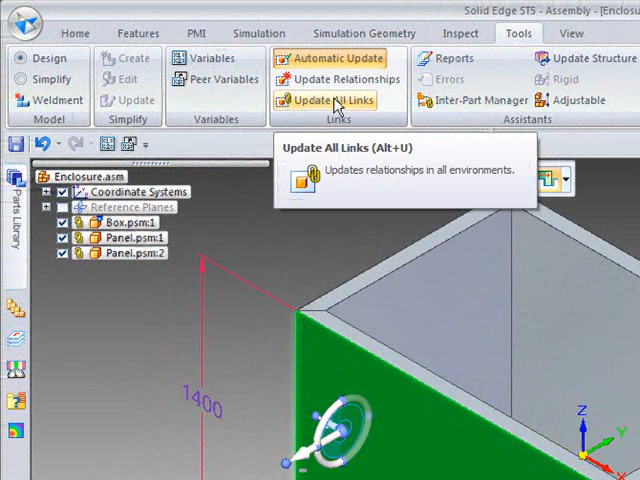 Solid Edge ST5 - Assembly - [Enclosure
Home Features PMI Simulation Simulation Geometry Inspect Tools View
Design Create Variables Automatic Update Reports Update Structure
Simplify Edit Peer Variables Update Relationships Errors Rigid
Weldment Update Update All Links Inter-Part Manager Adjustable
Model Simplify Variables Links Assistants
Update All Links (Alt+U)
Updates relationships in all environments.
Parts Library
Enclosure.asm
Coordinate Systems
Reference Planes
Box.psm:1
Panel.psm:1
Panel.psm:2
1400
Z
Y
X